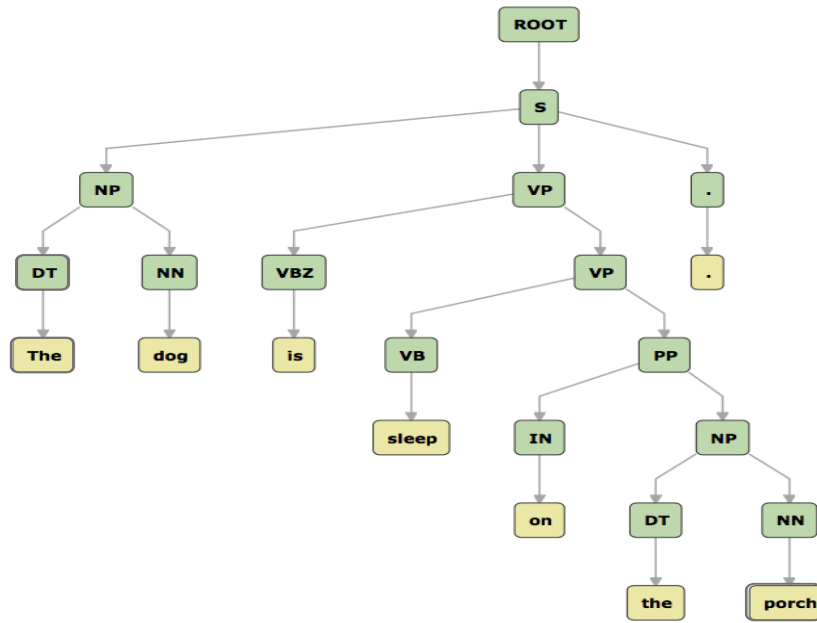 ROOT
S
NP VP .
DT NN VBZ VP .
The dog is VB PP
sleep IN NP
on DT NN
the porch